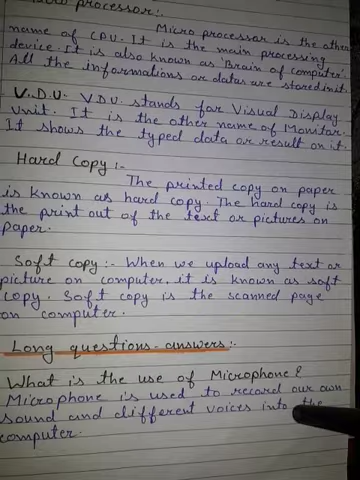 Micro processor:.
Micro processor is the other
name of CPU. It is the main processing
device. It is also known as 'Brain of computer'.
All the informations or datas are stored in it.
V.D.U. VDU stands for Visual Display
Unit. It is the other name of Monitor.
It shows the typed data or result on it.
Hard Copy :-
The printed copy on paper
is known as hard copy. The hard copy is
the print out of the text or pictures on
paper.
Soft copy :- When we upload any text or
picture on computer, it is known as soft
copy. Soft copy is the scanned page
on computer.
Long questions-answers:-
What is the use of Microphone?
Microphone is used to record our own
sound and different voices into the
computer.